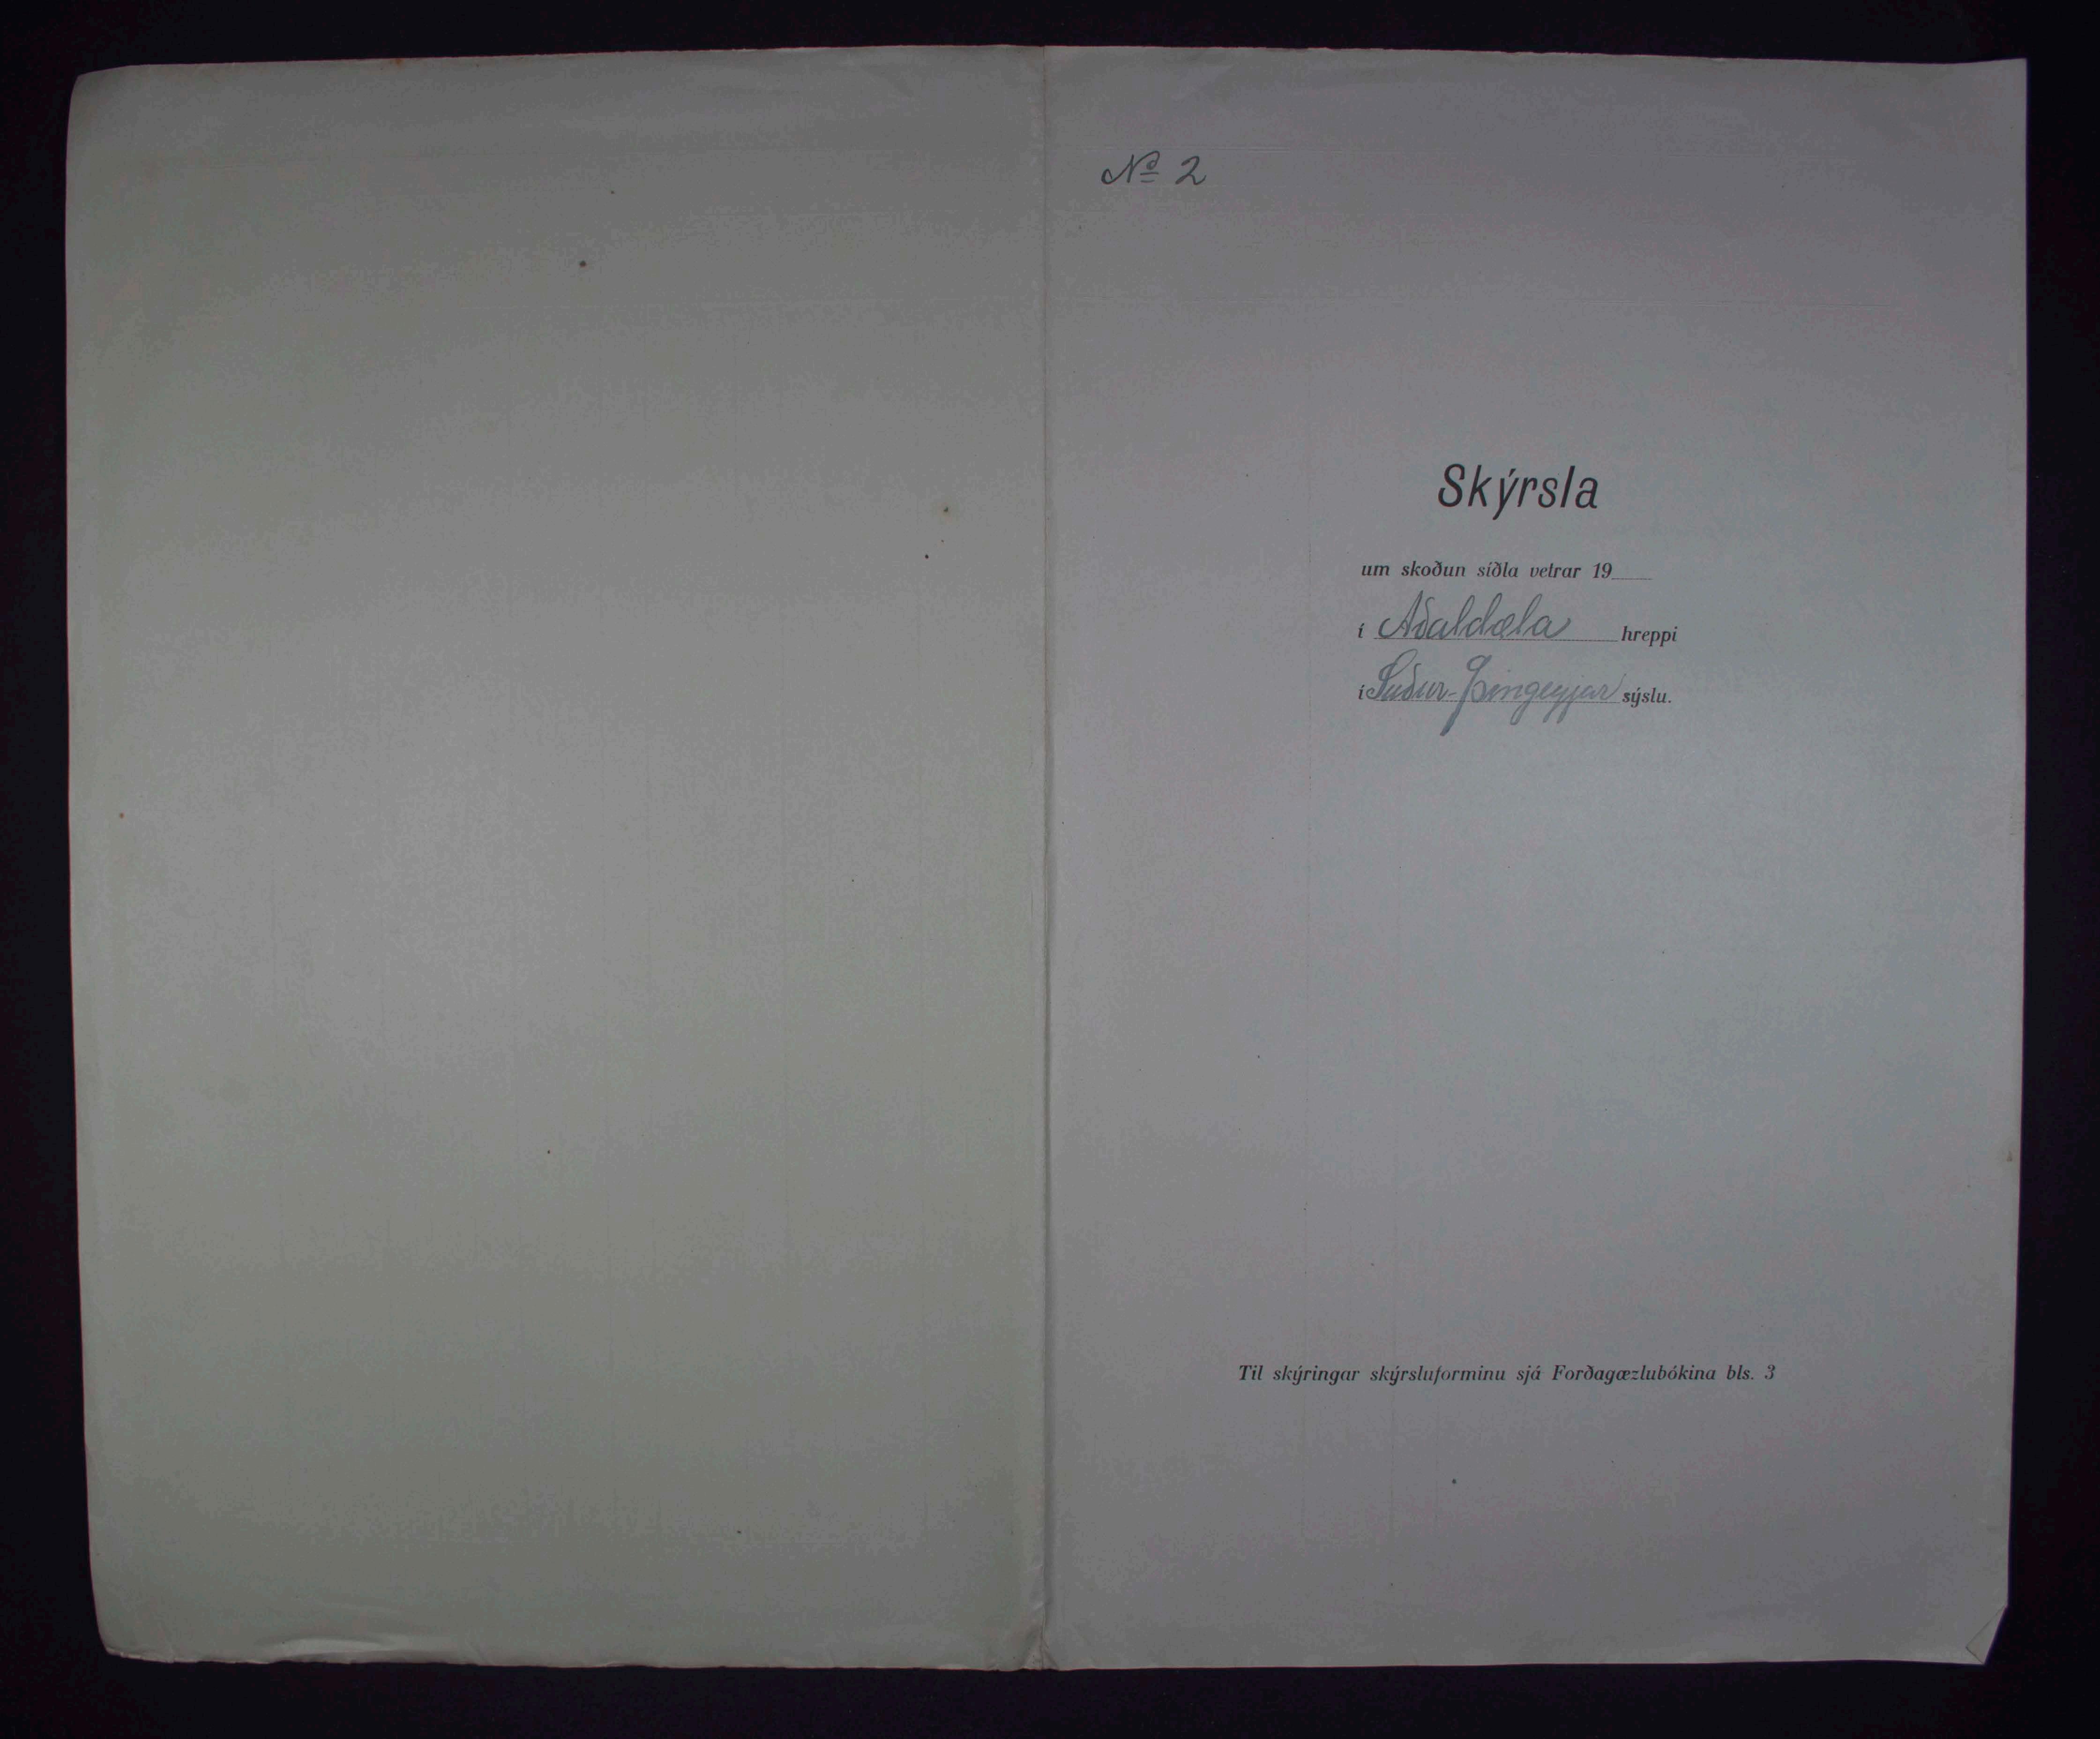 No 2
Skýrsla
um skoðun síðla vetrar 19
í Aðaldæla hreppi
í Suður-Þingeyjar sýslu.
Til skýringar skýrsluforminu sjá Forðagæzlubókina bls. 3